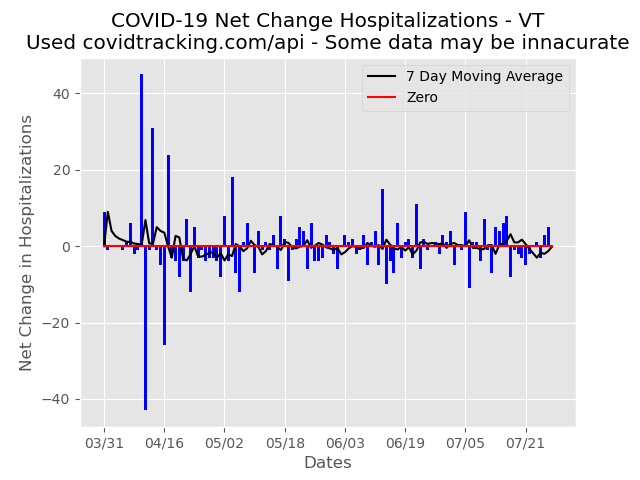 COVID-19 Net Change Hospitalizations - VT
Used covidtracking.com/api - Some data may be innacurate
7 Day Moving Average
Zero
Net Change in Hospitalizations
40
20
0
−20
−40
03/31 04/16 05/02 05/18 06/03 06/19 07/05 07/21
Dates